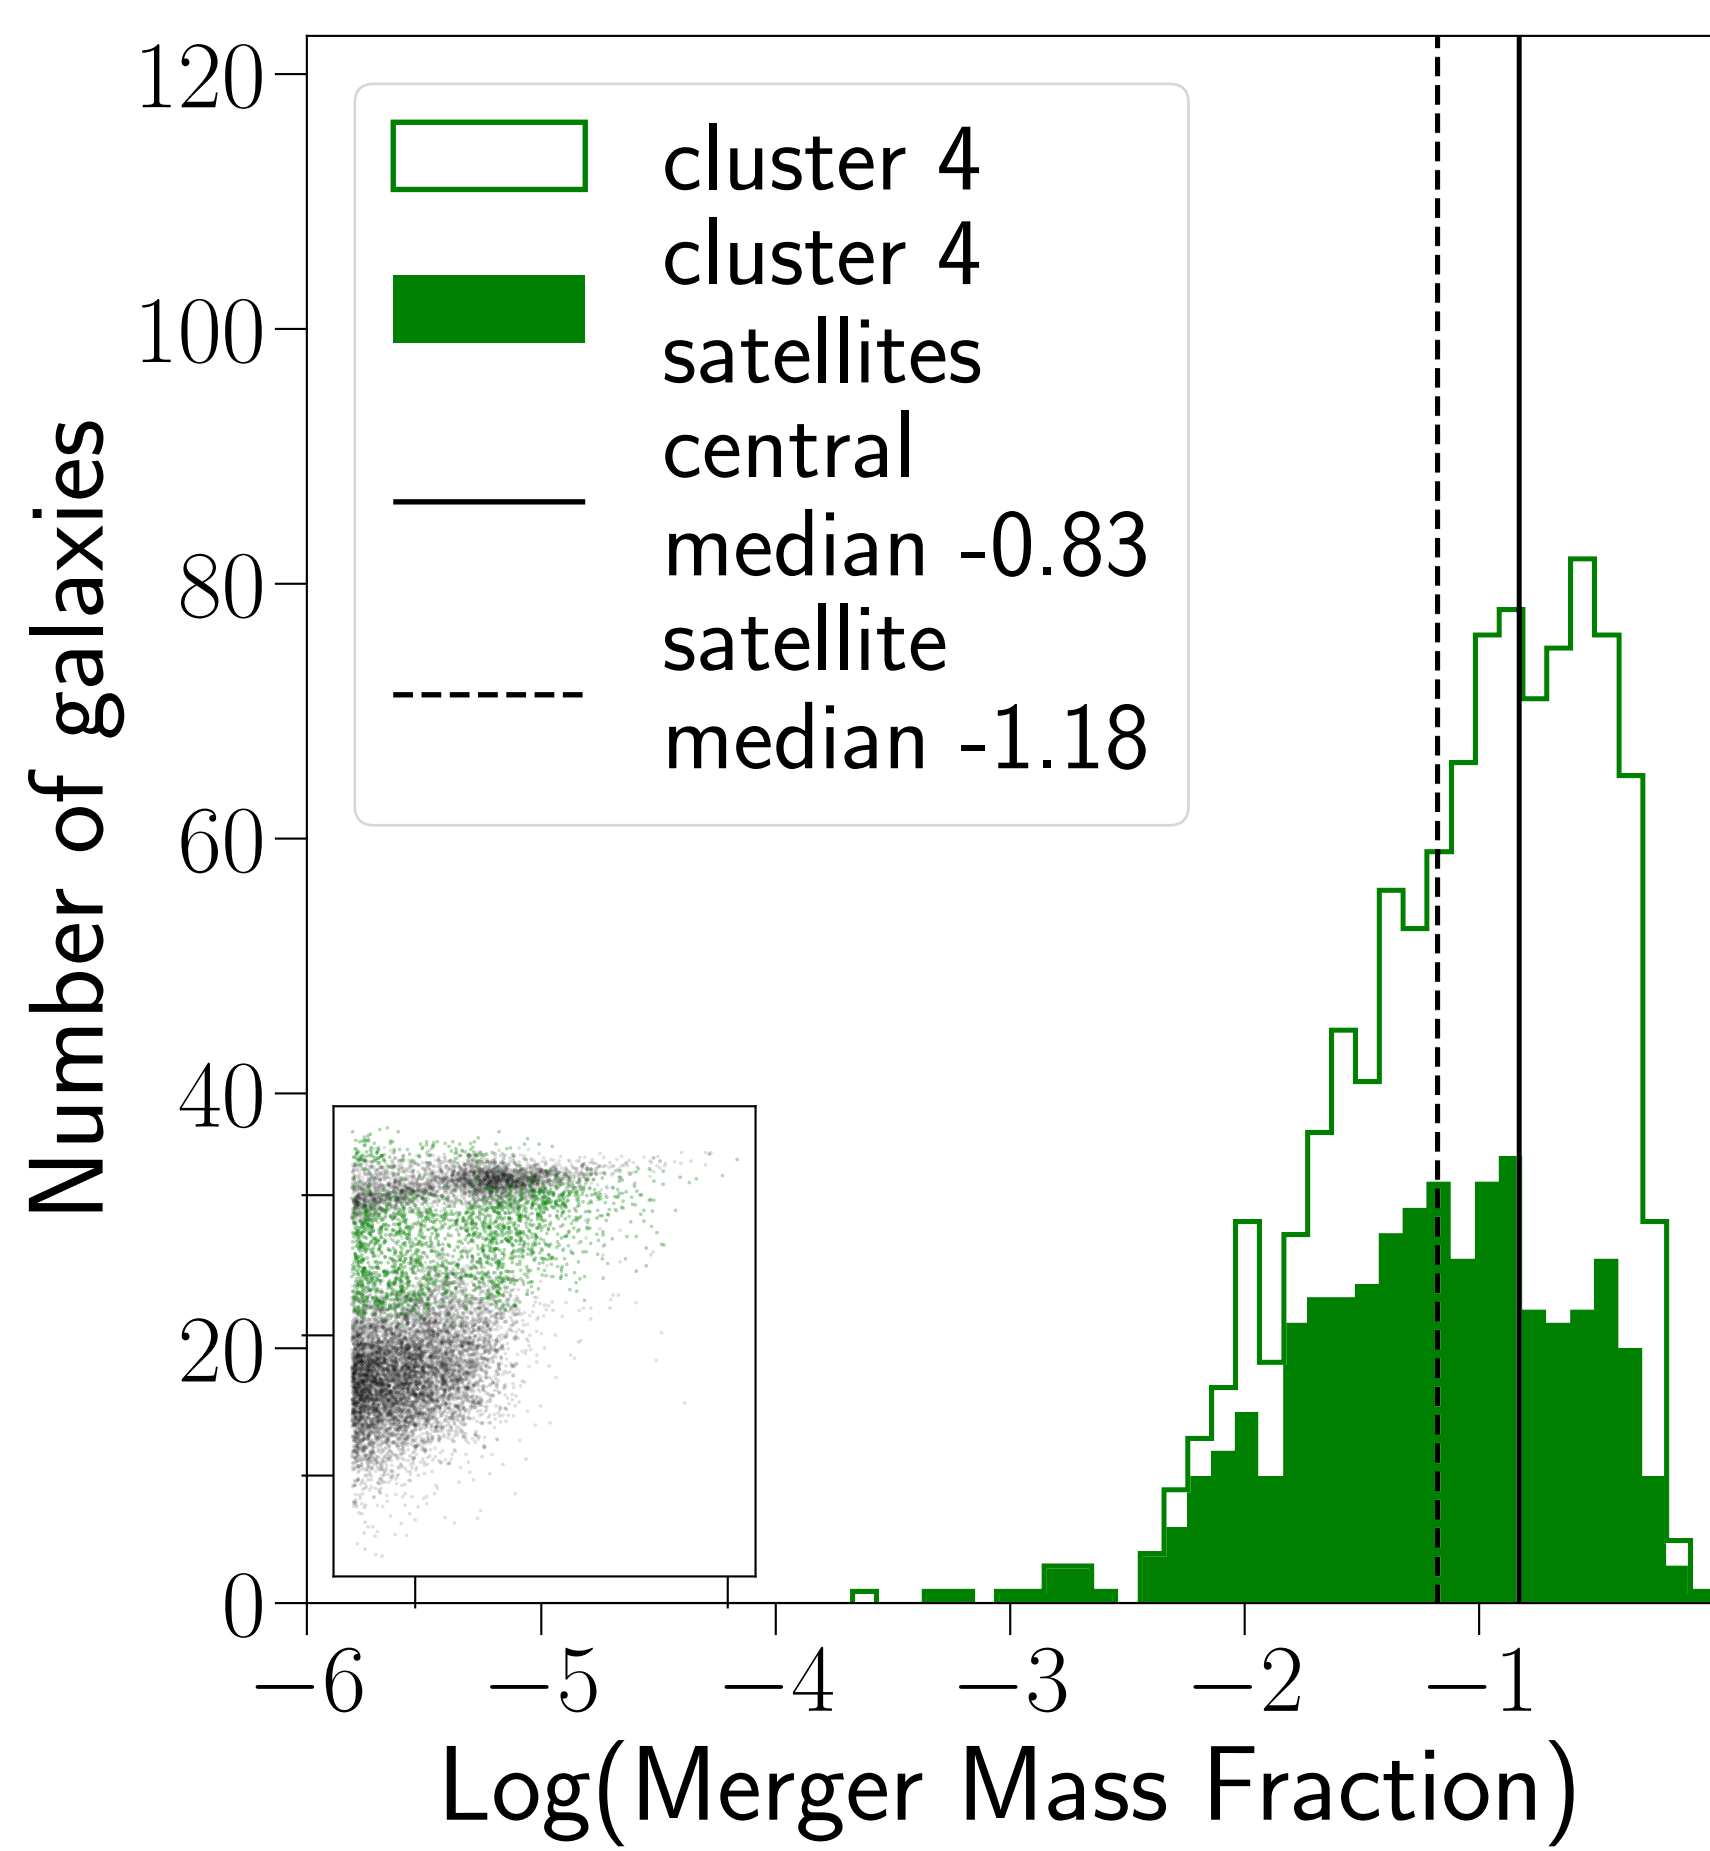 120
100
80
60
40
20
0
Number of galaxies
cluster 4
cluster 4
satellites
central
median -0.83
satellite
median -1.18
−6 −5 −4 −3 −2 −1
Log(Merger Mass Fraction)